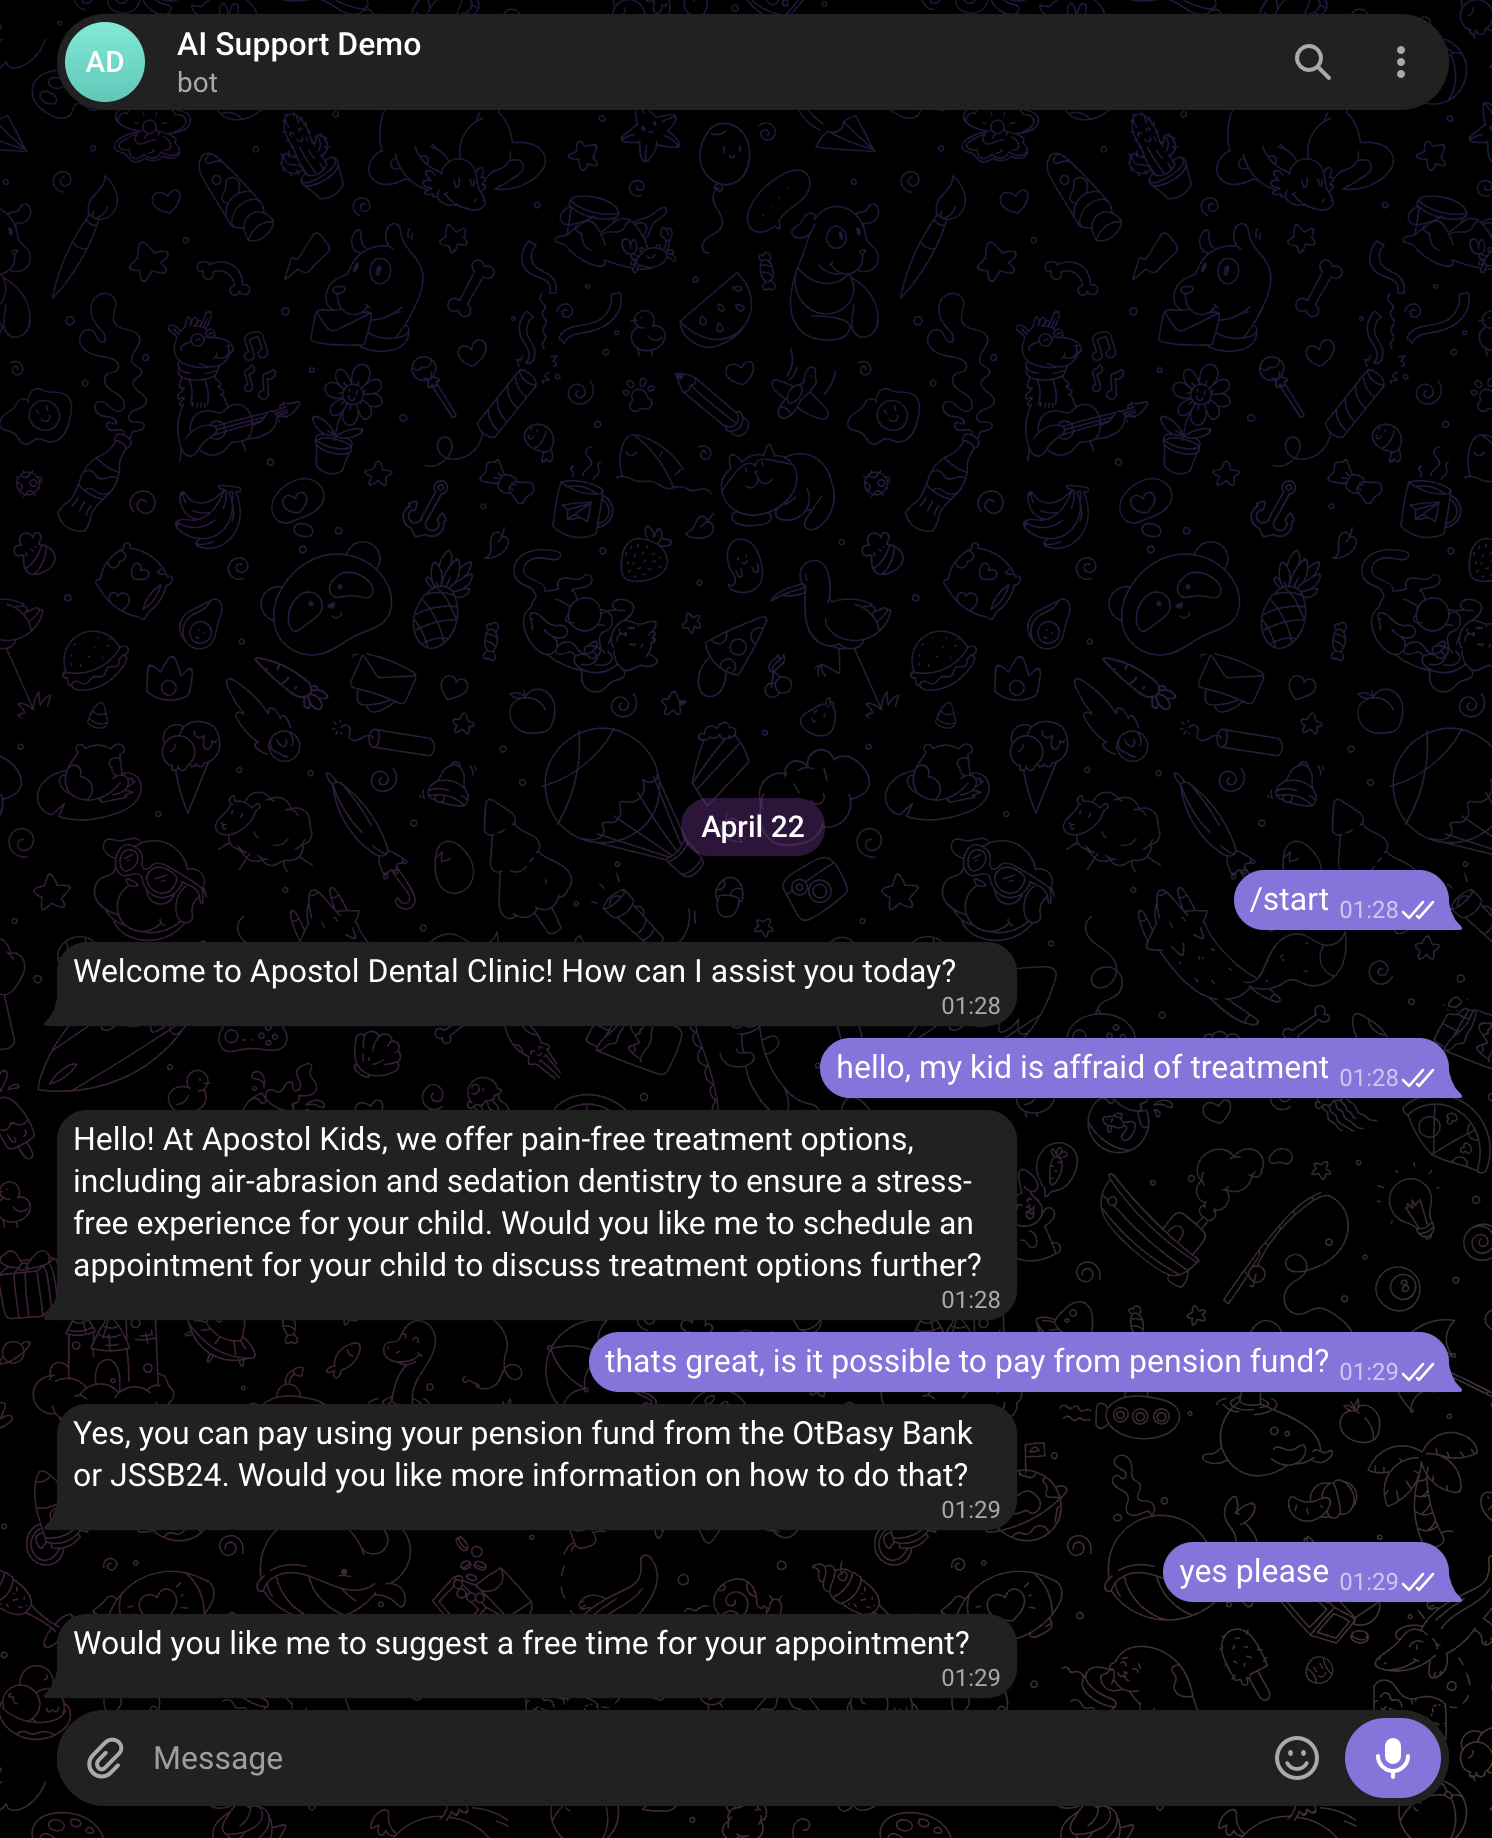 AD
AI Support Demo
bot
April 22
/start 01:28
Welcome to Apostol Dental Clinic! How can I assist you today?
01:28
hello, my kid is affraid of treatment 01:28
Hello! At Apostol Kids, we offer pain-free treatment options,
including air-abrasion and sedation dentistry to ensure a stress-
free experience for your child. Would you like me to schedule an
appointment for your child to discuss treatment options further?
01:28
thats great, is it possible to pay from pension fund? 01:29
Yes, you can pay using your pension fund from the OtBasy Bank
or JSSB24. Would you like more information on how to do that?
01:29
yes please 01:29
Would you like me to suggest a free time for your appointment?
01:29
Message